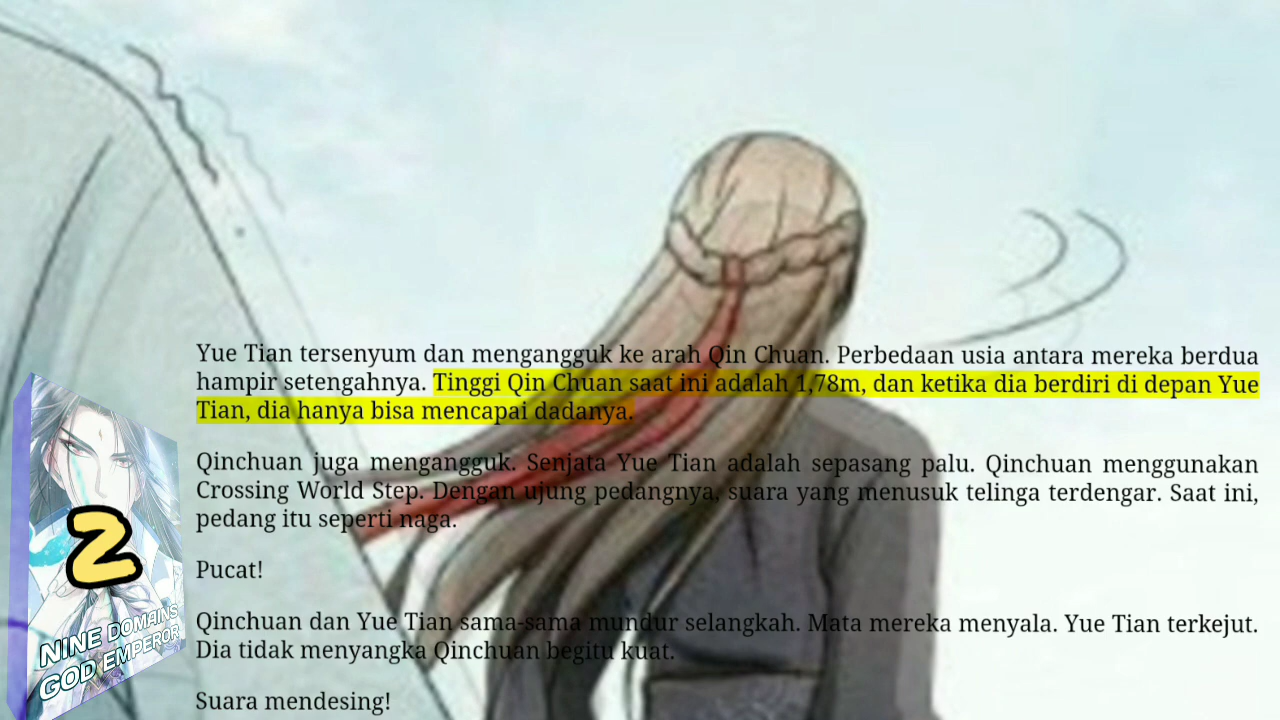 Yue Tian tersenyum dan mengangguk ke arah Qin Chuan. Perbedaan usia antara mereka berdua
hampir setengahnya. Tinggi Qin Chuan saat ini adalah 1,78m, dan ketika dia berdiri di depan Yue
Tian, dia hanya bisa mencapai dadanya.
Qinchuan juga mengangguk. Senjata Yue Tian adalah sepasang palu. Qinchuan menggunakan
Crossing World Step. Dengan ujung pedangnya, suara yang menusuk telinga terdengar. Saat ini,
pedang itu seperti naga.
Pucat!
Qinchuan dan Yue Tian sama-sama mundur selangkah. Mata mereka menyala. Yue Tian terkejut.
Dia tidak menyangka Qinchuan begitu kuat.
Suara mendesing!
2
NINE DOMAINS
GOD EMPEROR